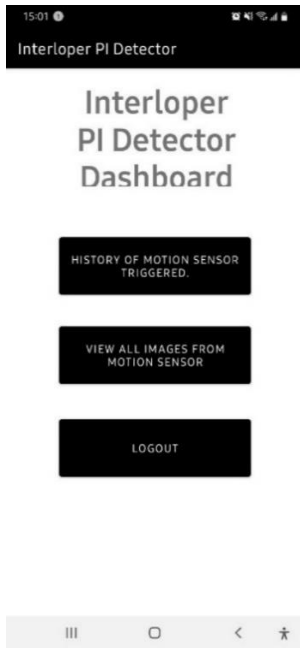 15:01
Interloper PI Detector
Interloper
PI Detector
Dashboard
HISTORY OF MOTION SENSOR
TRIGGERED.
VIEW ALL IMAGES FROM
MOTION SENSOR
LOGOUT